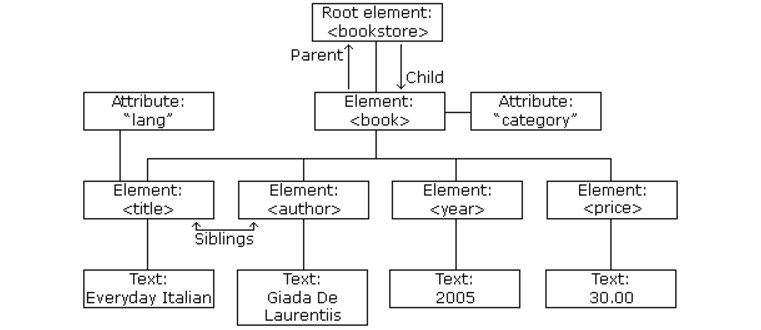 Root element:
<bookstore>
Parent
Child
Attribute:
"lang"
Element:
<book>
Attribute:
"category"
Element:
<title>
Element:
<author>
Element:
<year>
Element:
<price>
Siblings
Text:
Everyday Italian
Text:
Giada De
Laurentiis
Text:
2005
Text:
30.00